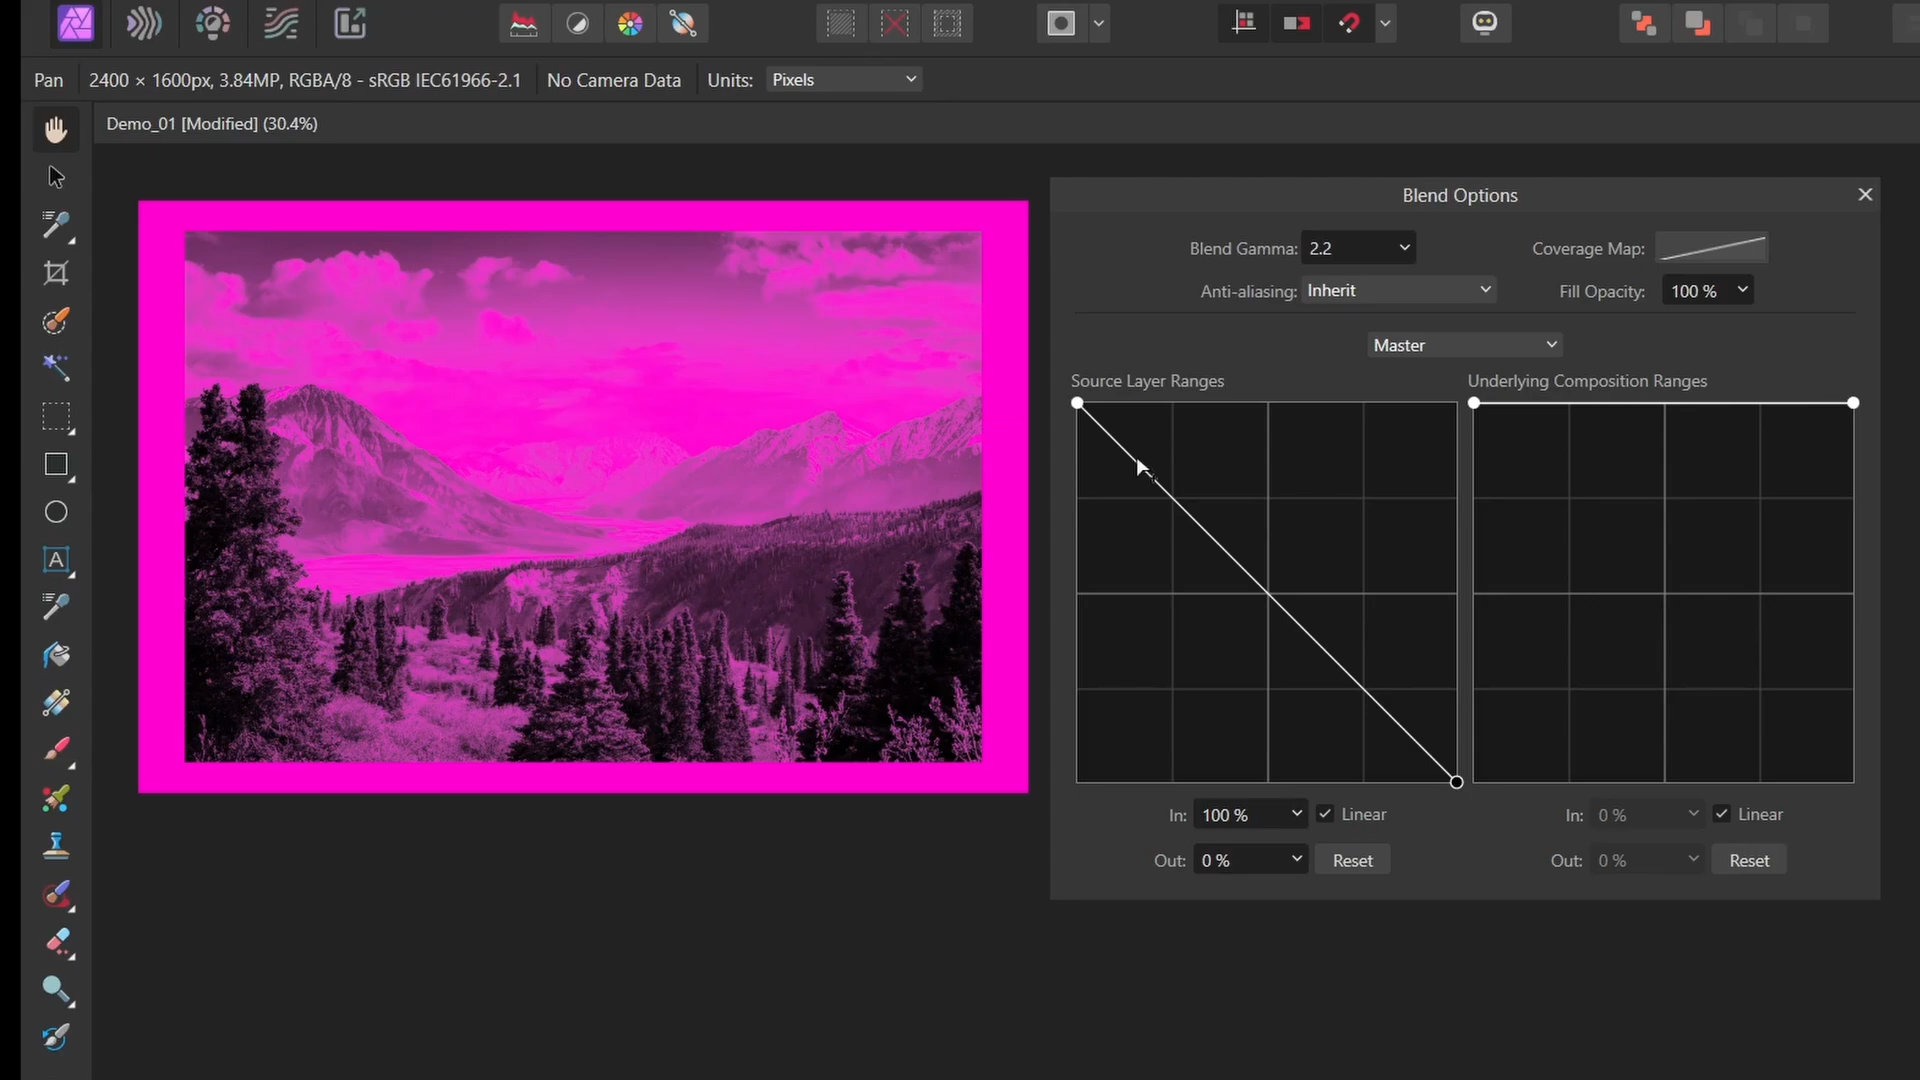 Pan 2400 × 1600px, 3.84MP, RGBA/8 - sRGB IEC61966-2.1 No Camera Data Units: Pixels
Demo_01 [Modified] (30.4%)
Blend Options
Blend Gamma: 2.2 Coverage Map:
Anti-aliasing: Inherit Fill Opacity: 100 %
Master
Source Layer Ranges Underlying Composition Ranges
In: 100 % Linear In: 0 % Linear
Out: 0 % Reset Out: 0 % Reset
A